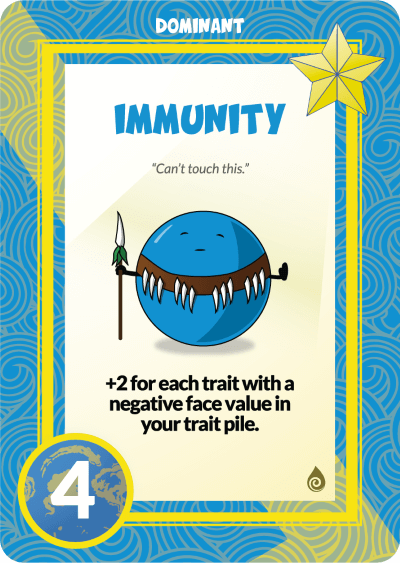 DOMINANT
IMMUNITY
“Can’t touch this.”
+2 for each trait with a
negative face value in
your trait pile.
4